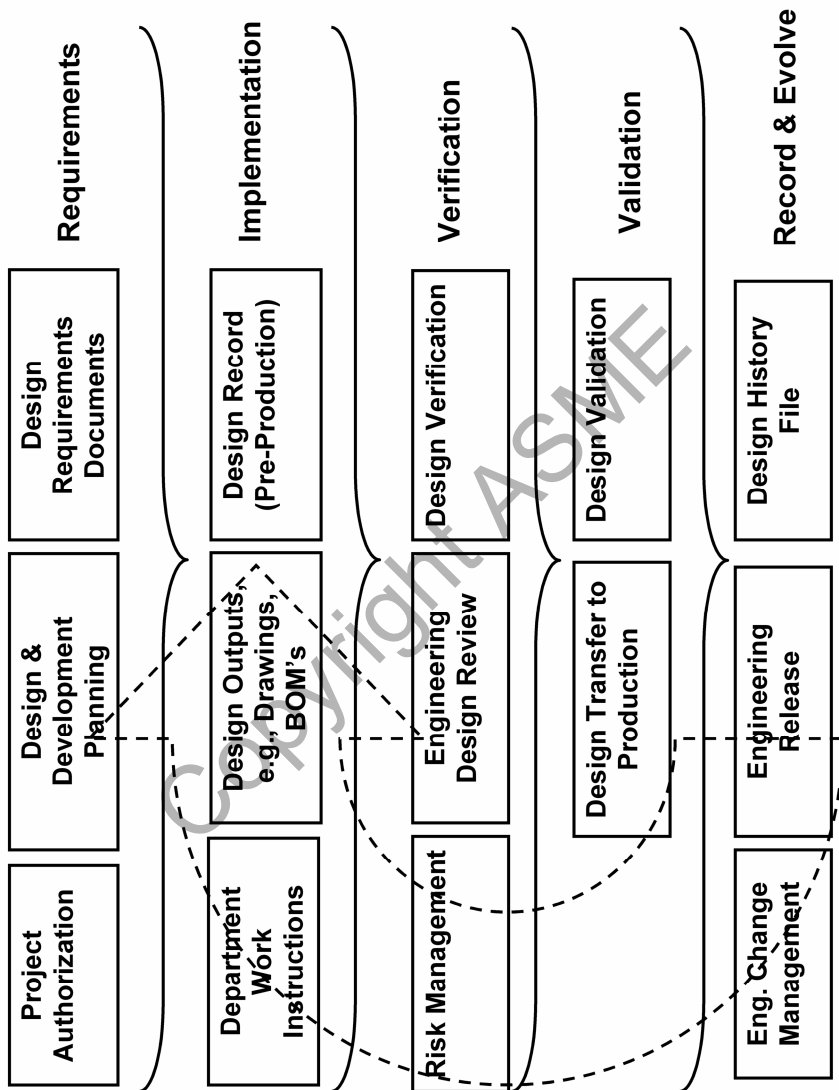 Requirements
Design
Requirements
Documents
Design &
Development
Planning
Project
Authorization
Implementation
Design Record
(Pre-Production)
Design Outputs,
e.g., Drawings,
BOM's
Department
Work
Instructions
Verification
Design Verification
Engineering
Design Review
Risk Management
Validation
Design Validation
Design Transfer to
Production
Record & Evolve
Design History
File
Engineering
Release
Eng. Change
Management
Copyright ASME